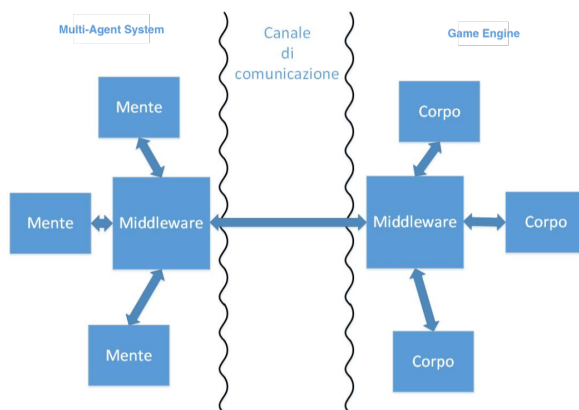 Multi-Agent System
Canale
di
comunicazione
Game Engine
Mente
Corpo
Mente
Middleware
Middleware
Corpo
Mente
Corpo